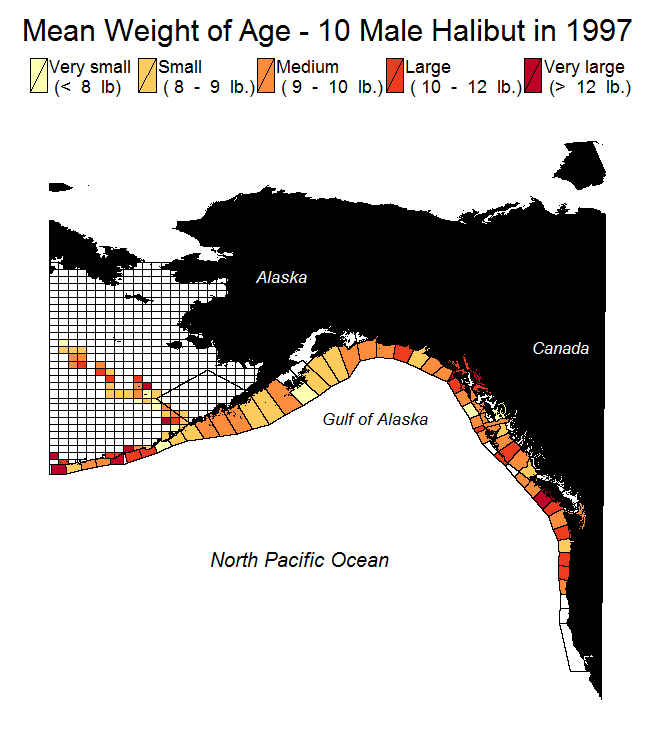 Mean Weight of Age - 10 Male Halibut in 1997
Very small Small Medium Large Very large
(< 8 lb) ( 8 - 9 lb.) ( 9 - 10 lb.) ( 10 - 12 lb.) (> 12 lb.)
Alaska
Canada
Gulf of Alaska
North Pacific Ocean